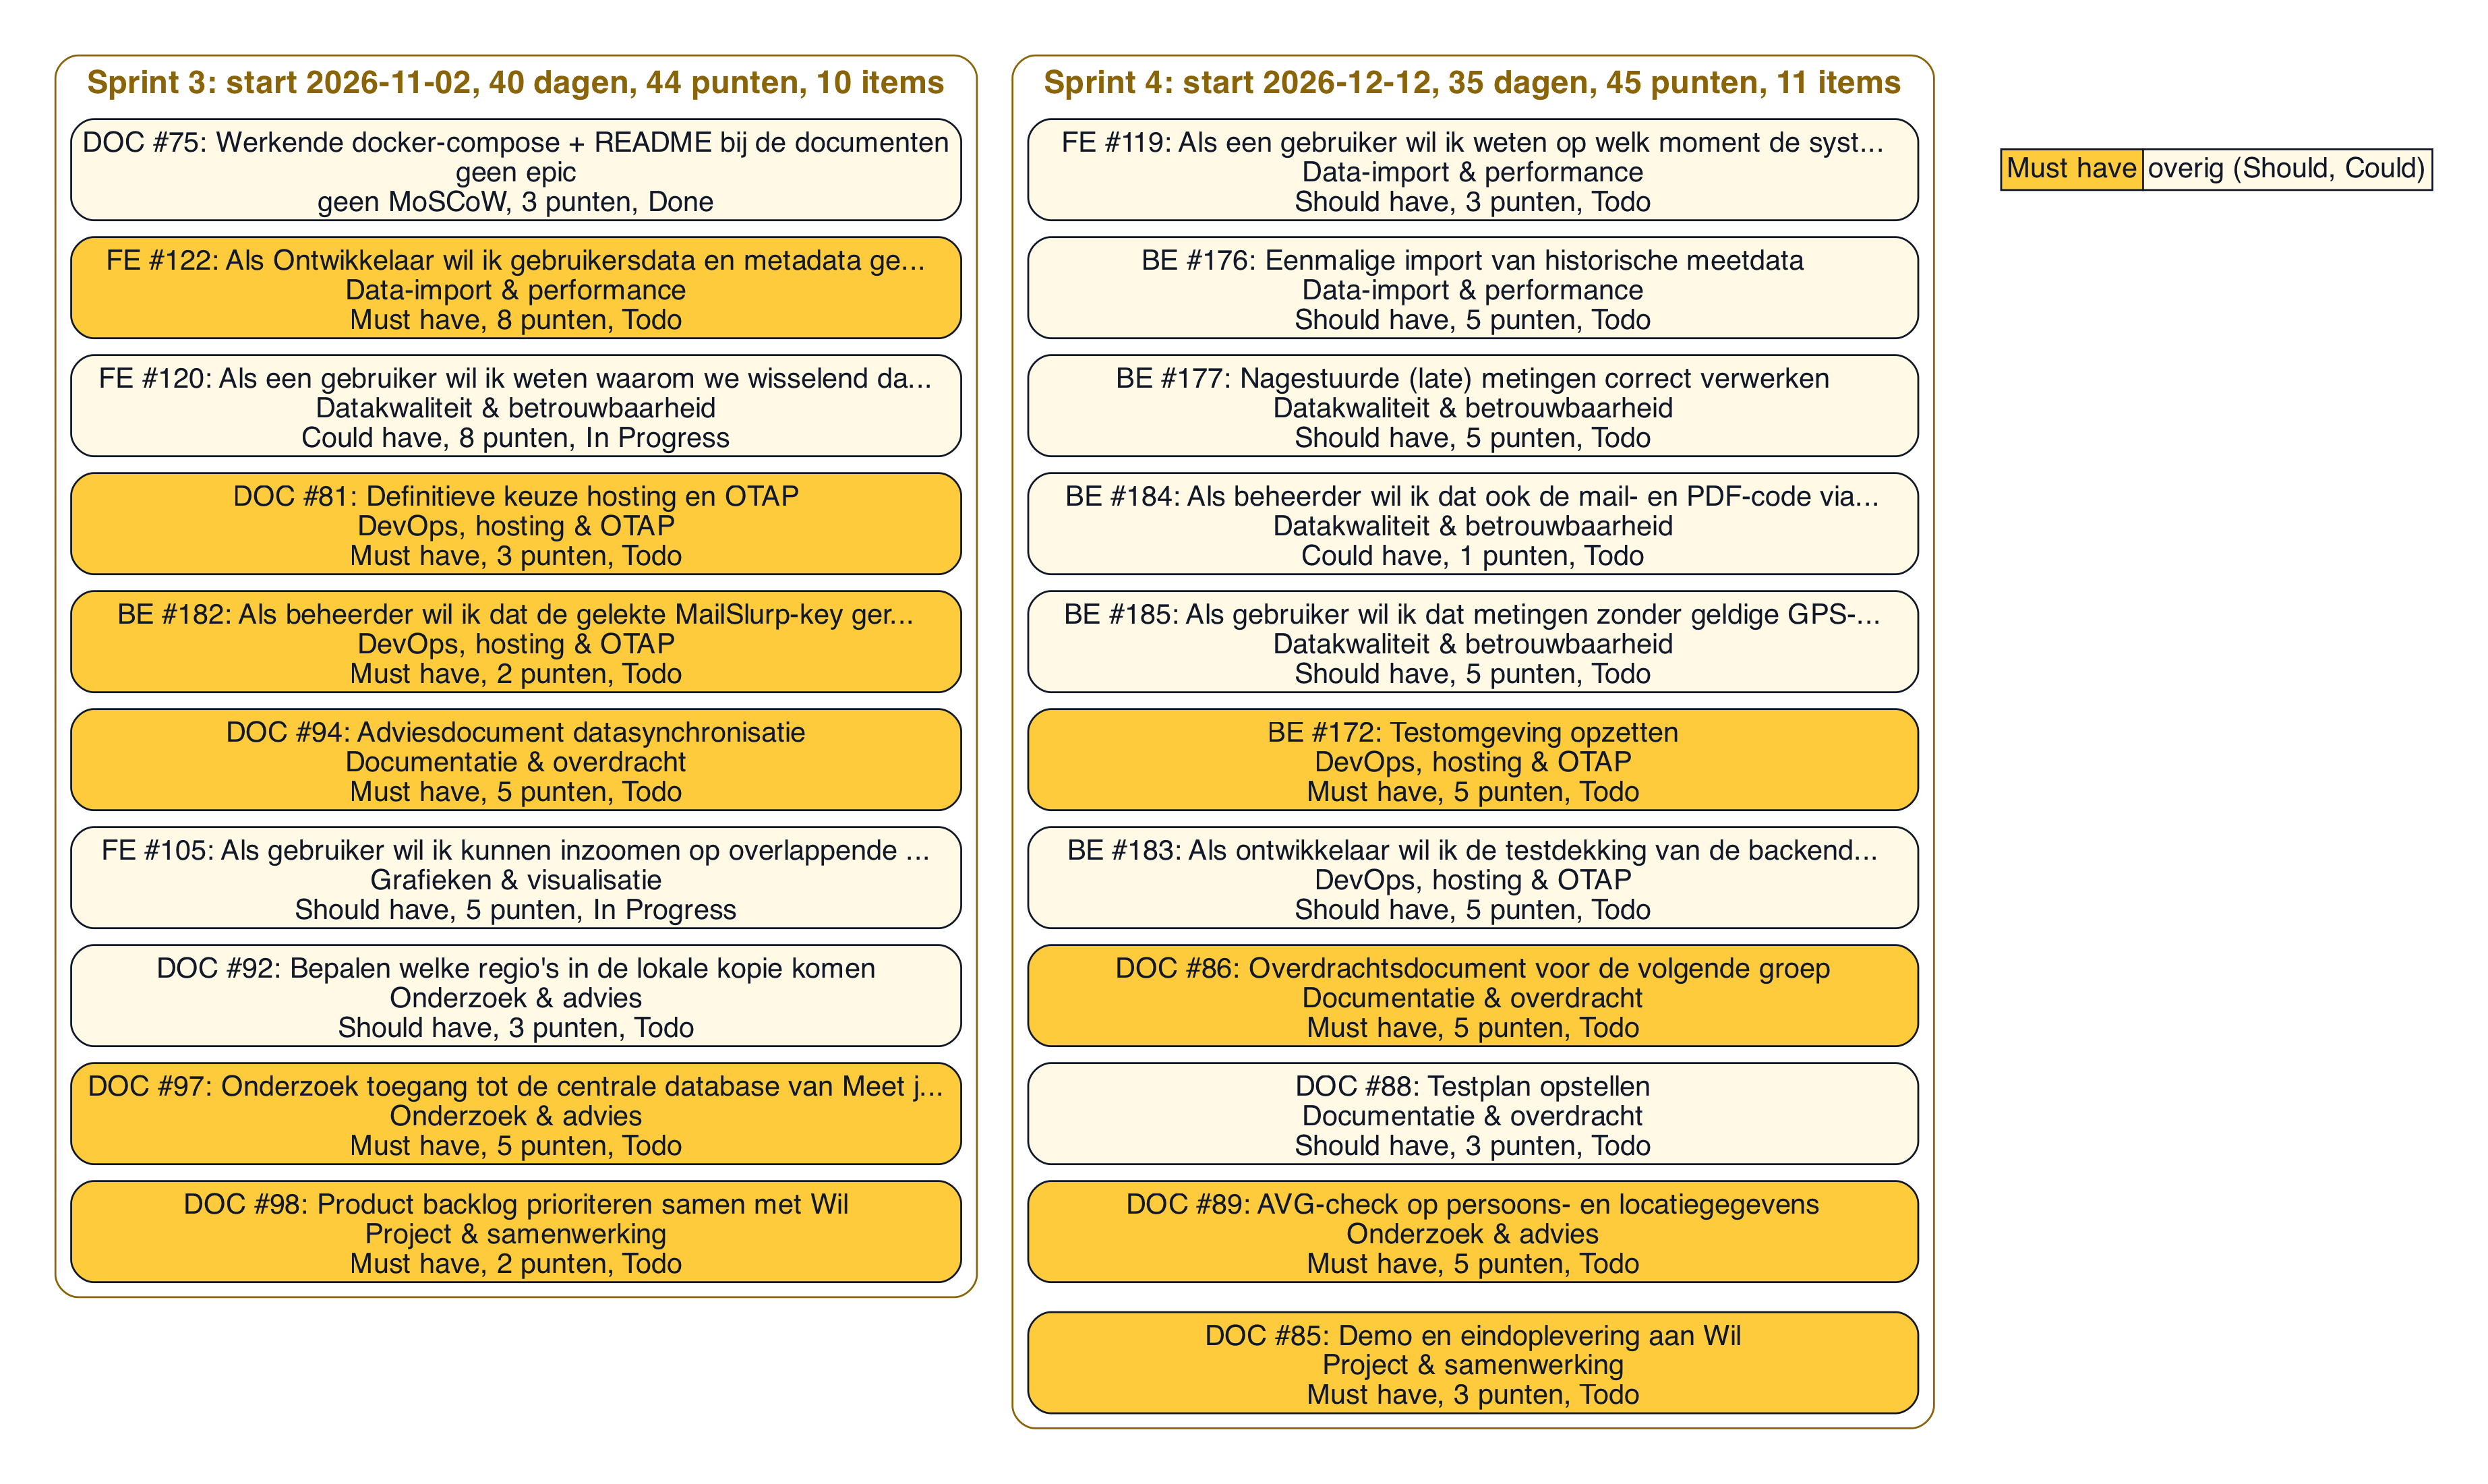 Sprint 3: start 2026-11-02, 40 dagen, 44 punten, 10 items
DOC #75: Werkende docker-compose + README bij de documenten
geen epic
geen MoSCoW, 3 punten, Done
FE #122: Als Ontwikkelaar wil ik gebruikersdata en metadata ge...
Data-import & performance
Must have, 8 punten, Todo
FE #120: Als een gebruiker wil ik weten waarom we wisselend da...
Datakwaliteit & betrouwbaarheid
Could have, 8 punten, In Progress
DOC #81: Definitieve keuze hosting en OTAP
DevOps, hosting & OTAP
Must have, 3 punten, Todo
BE #182: Als beheerder wil ik dat de gelekte MailSlurp-key ger...
DevOps, hosting & OTAP
Must have, 2 punten, Todo
DOC #94: Adviesdocument datasynchronisatie
Documentatie & overdracht
Must have, 5 punten, Todo
FE #105: Als gebruiker wil ik kunnen inzoomen op overlappende ...
Grafieken & visualisatie
Should have, 5 punten, In Progress
DOC #92: Bepalen welke regio's in de lokale kopie komen
Onderzoek & advies
Should have, 3 punten, Todo
DOC #97: Onderzoek toegang tot de centrale database van Meet j...
Onderzoek & advies
Must have, 5 punten, Todo
DOC #98: Product backlog prioriteren samen met Wil
Project & samenwerking
Must have, 2 punten, Todo
Sprint 4: start 2026-12-12, 35 dagen, 45 punten, 11 items
FE #119: Als een gebruiker wil ik weten op welk moment de syst...
Data-import & performance
Should have, 3 punten, Todo
BE #176: Eenmalige import van historische meetdata
Data-import & performance
Should have, 5 punten, Todo
BE #177: Nagestuurde (late) metingen correct verwerken
Datakwaliteit & betrouwbaarheid
Should have, 5 punten, Todo
BE #184: Als beheerder wil ik dat ook de mail- en PDF-code via...
Datakwaliteit & betrouwbaarheid
Could have, 1 punten, Todo
BE #185: Als gebruiker wil ik dat metingen zonder geldige GPS-...
Datakwaliteit & betrouwbaarheid
Should have, 5 punten, Todo
BE #172: Testomgeving opzetten
DevOps, hosting & OTAP
Must have, 5 punten, Todo
BE #183: Als ontwikkelaar wil ik de testdekking van de backend...
DevOps, hosting & OTAP
Should have, 5 punten, Todo
DOC #86: Overdrachtsdocument voor de volgende groep
Documentatie & overdracht
Must have, 5 punten, Todo
DOC #88: Testplan opstellen
Documentatie & overdracht
Should have, 3 punten, Todo
DOC #89: AVG-check op persoons- en locatiegegevens
Onderzoek & advies
Must have, 5 punten, Todo
DOC #85: Demo en eindoplevering aan Wil
Project & samenwerking
Must have, 3 punten, Todo
Must have overig (Should, Could)